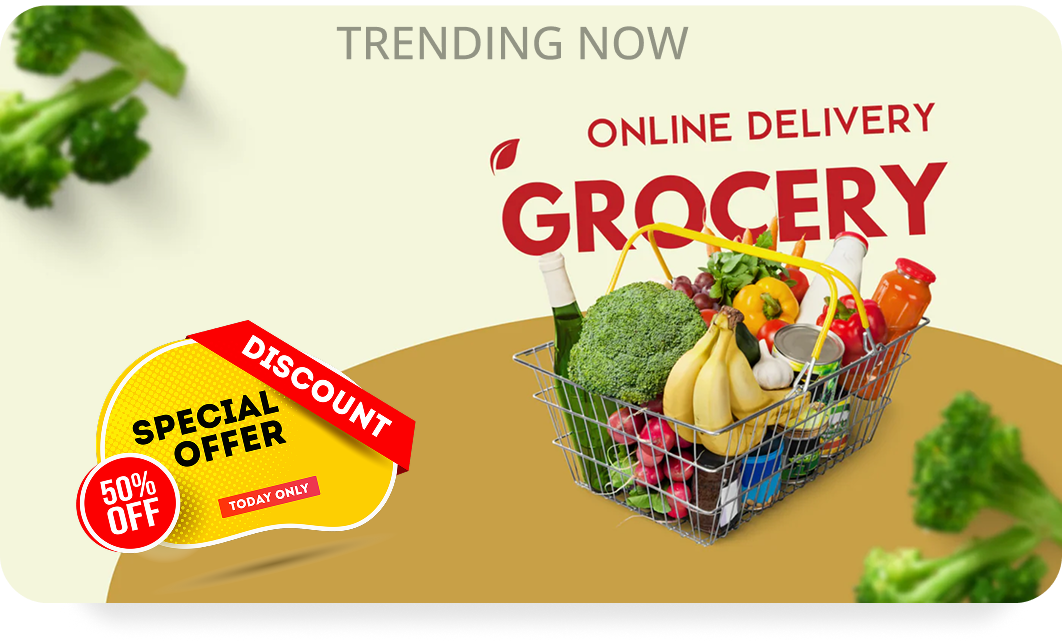 TRENDING NOW
ONLINE DELIVERY
GROCERY
DISCOUNT
SPECIAL
OFFER
50%
OFF
TODAY ONLY